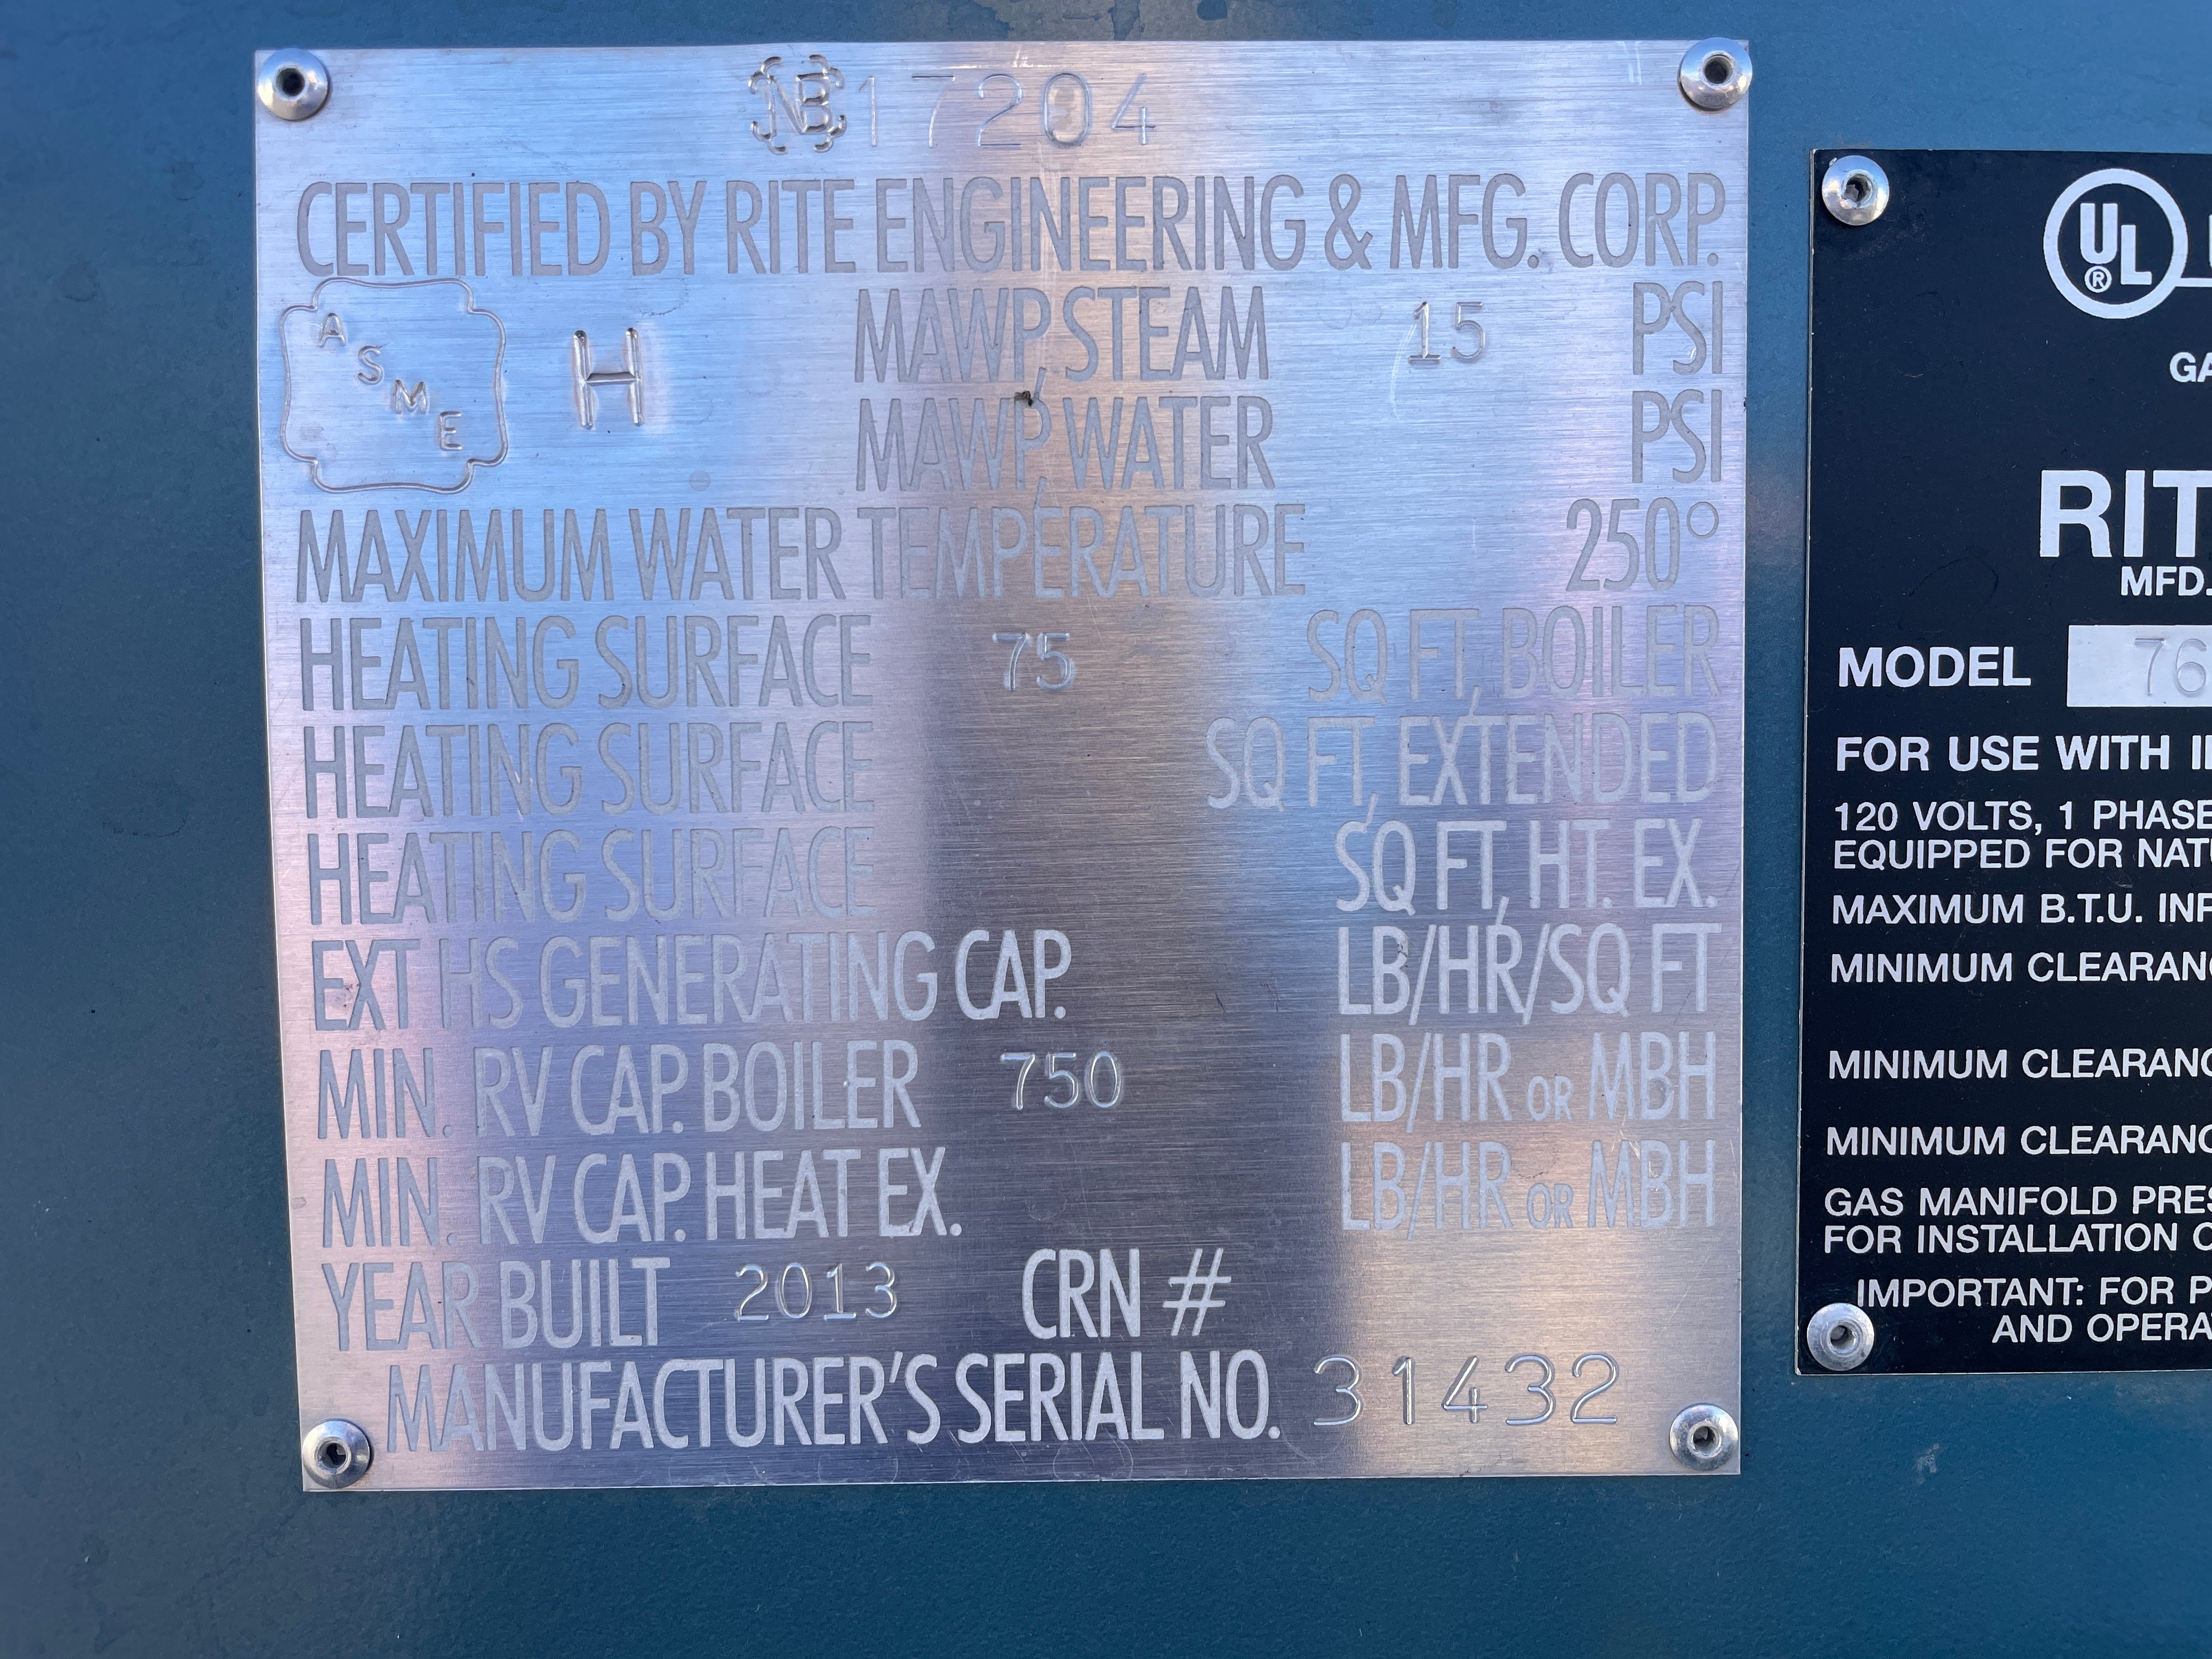 NB 17204
CERTIFIED BY RITE ENGINEERING & MFG. CORP.
ASME H MAWP, STEAM 15 PSI
MAWP, WATER PSI
MAXIMUM WATER TEMPERATURE 250°
HEATING SURFACE 75 SQ FT, BOILER
HEATING SURFACE SQ FT, EXTENDED
HEATING SURFACE SQ FT, HT. EX.
EXT HS GENERATING CAP. LB/HR/SQ FT
MIN. RV CAP. BOILER 750 LB/HR OR MBH
MIN. RV CAP. HEAT EX. LB/HR OR MBH
YEAR BUILT 2013 CRN #
MANUFACTURER'S SERIAL NO. 31432
UL ®
RIT
MFD.
MODEL 76
FOR USE WITH
120 VOLTS, 1 PHASE
EQUIPPED FOR
MAXIMUM B.T.U.
MINIMUM
MINIMUM
MINIMUM
GAS MANIFOLD
FOR INSTALLATION
IMPORTANT: FOR
AND